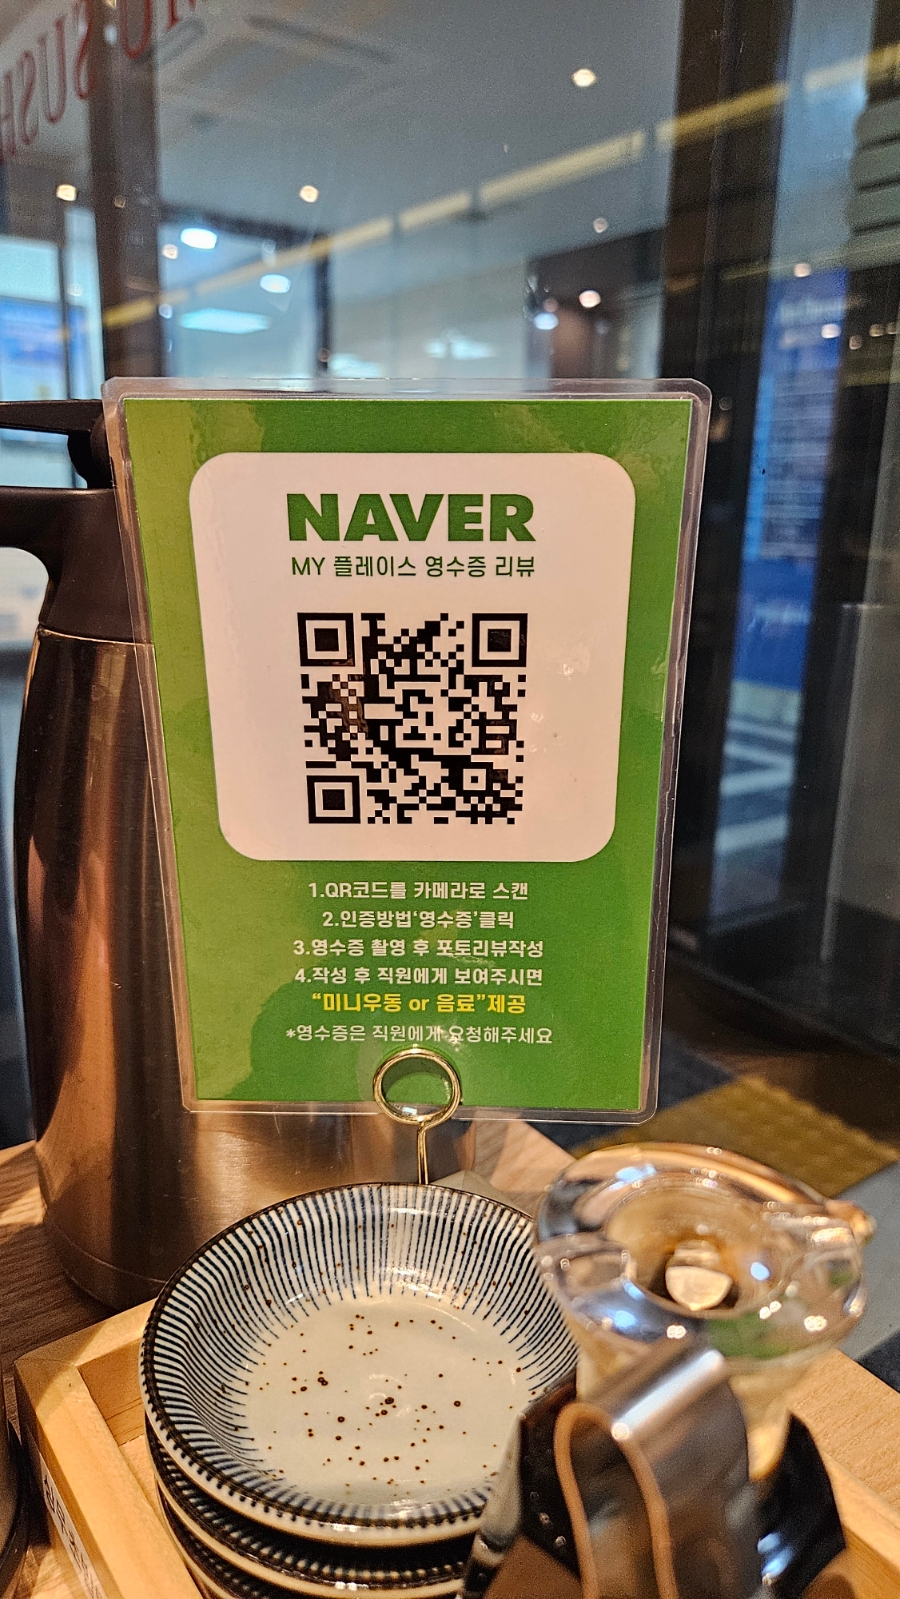 SUSHI
NAVER
MY 플레이스 영수증 리뷰
1.QR코드를 카메라로 스캔
2.인증방법'영수증'클릭
3.영수증 촬영 후 포토리뷰작성
4.작성 후 직원에게 보여주시면
“미니우동 or 음료”제공
*영수증은 직원에게 요청해주세요